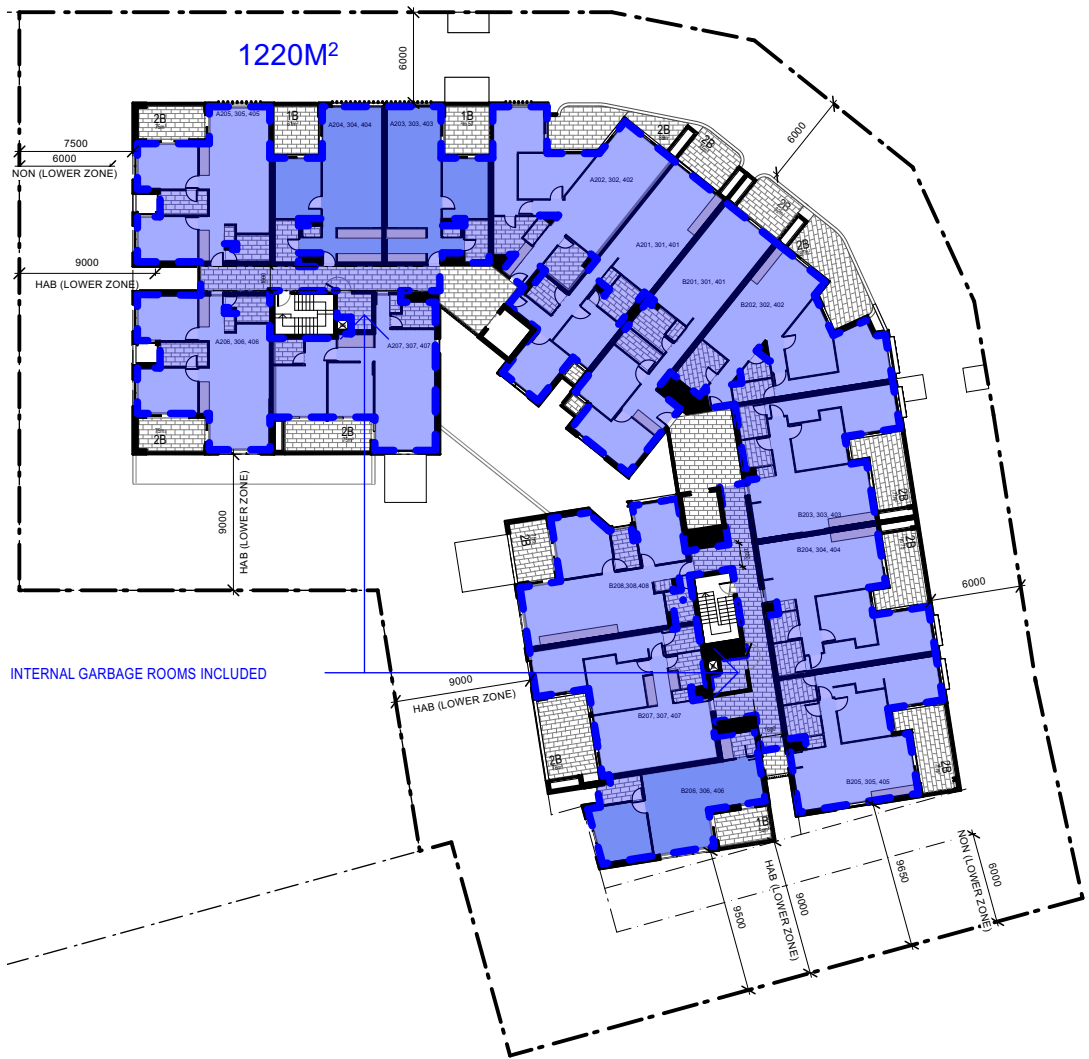 1220M²
6000
7500
6000
NON (LOWER ZONE)
9000
HAB (LOWER ZONE)
2B
A205, 305, 405
1B
A204, 304, 404
A203, 303, 403
1B
2B
2B
A202, 302, 402
6000
2B
A201, 301, 401
2B
B201, 301, 401
B202, 302, 402
A206, 306, 406
A207, 307, 407
2B
2B
9000
HAB (LOWER ZONE)
2B
B203, 303, 403
B204, 304, 404
2B
2B
B208,308,408
6000
INTERNAL GARBAGE ROOMS INCLUDED
9000
HAB (LOWER ZONE)
B207, 307, 407
2B
2B
B205, 305, 405
B206, 306, 406
1B
9500
HAB (LOWER ZONE)
9000
9650
NON (LOWER ZONE)
6000